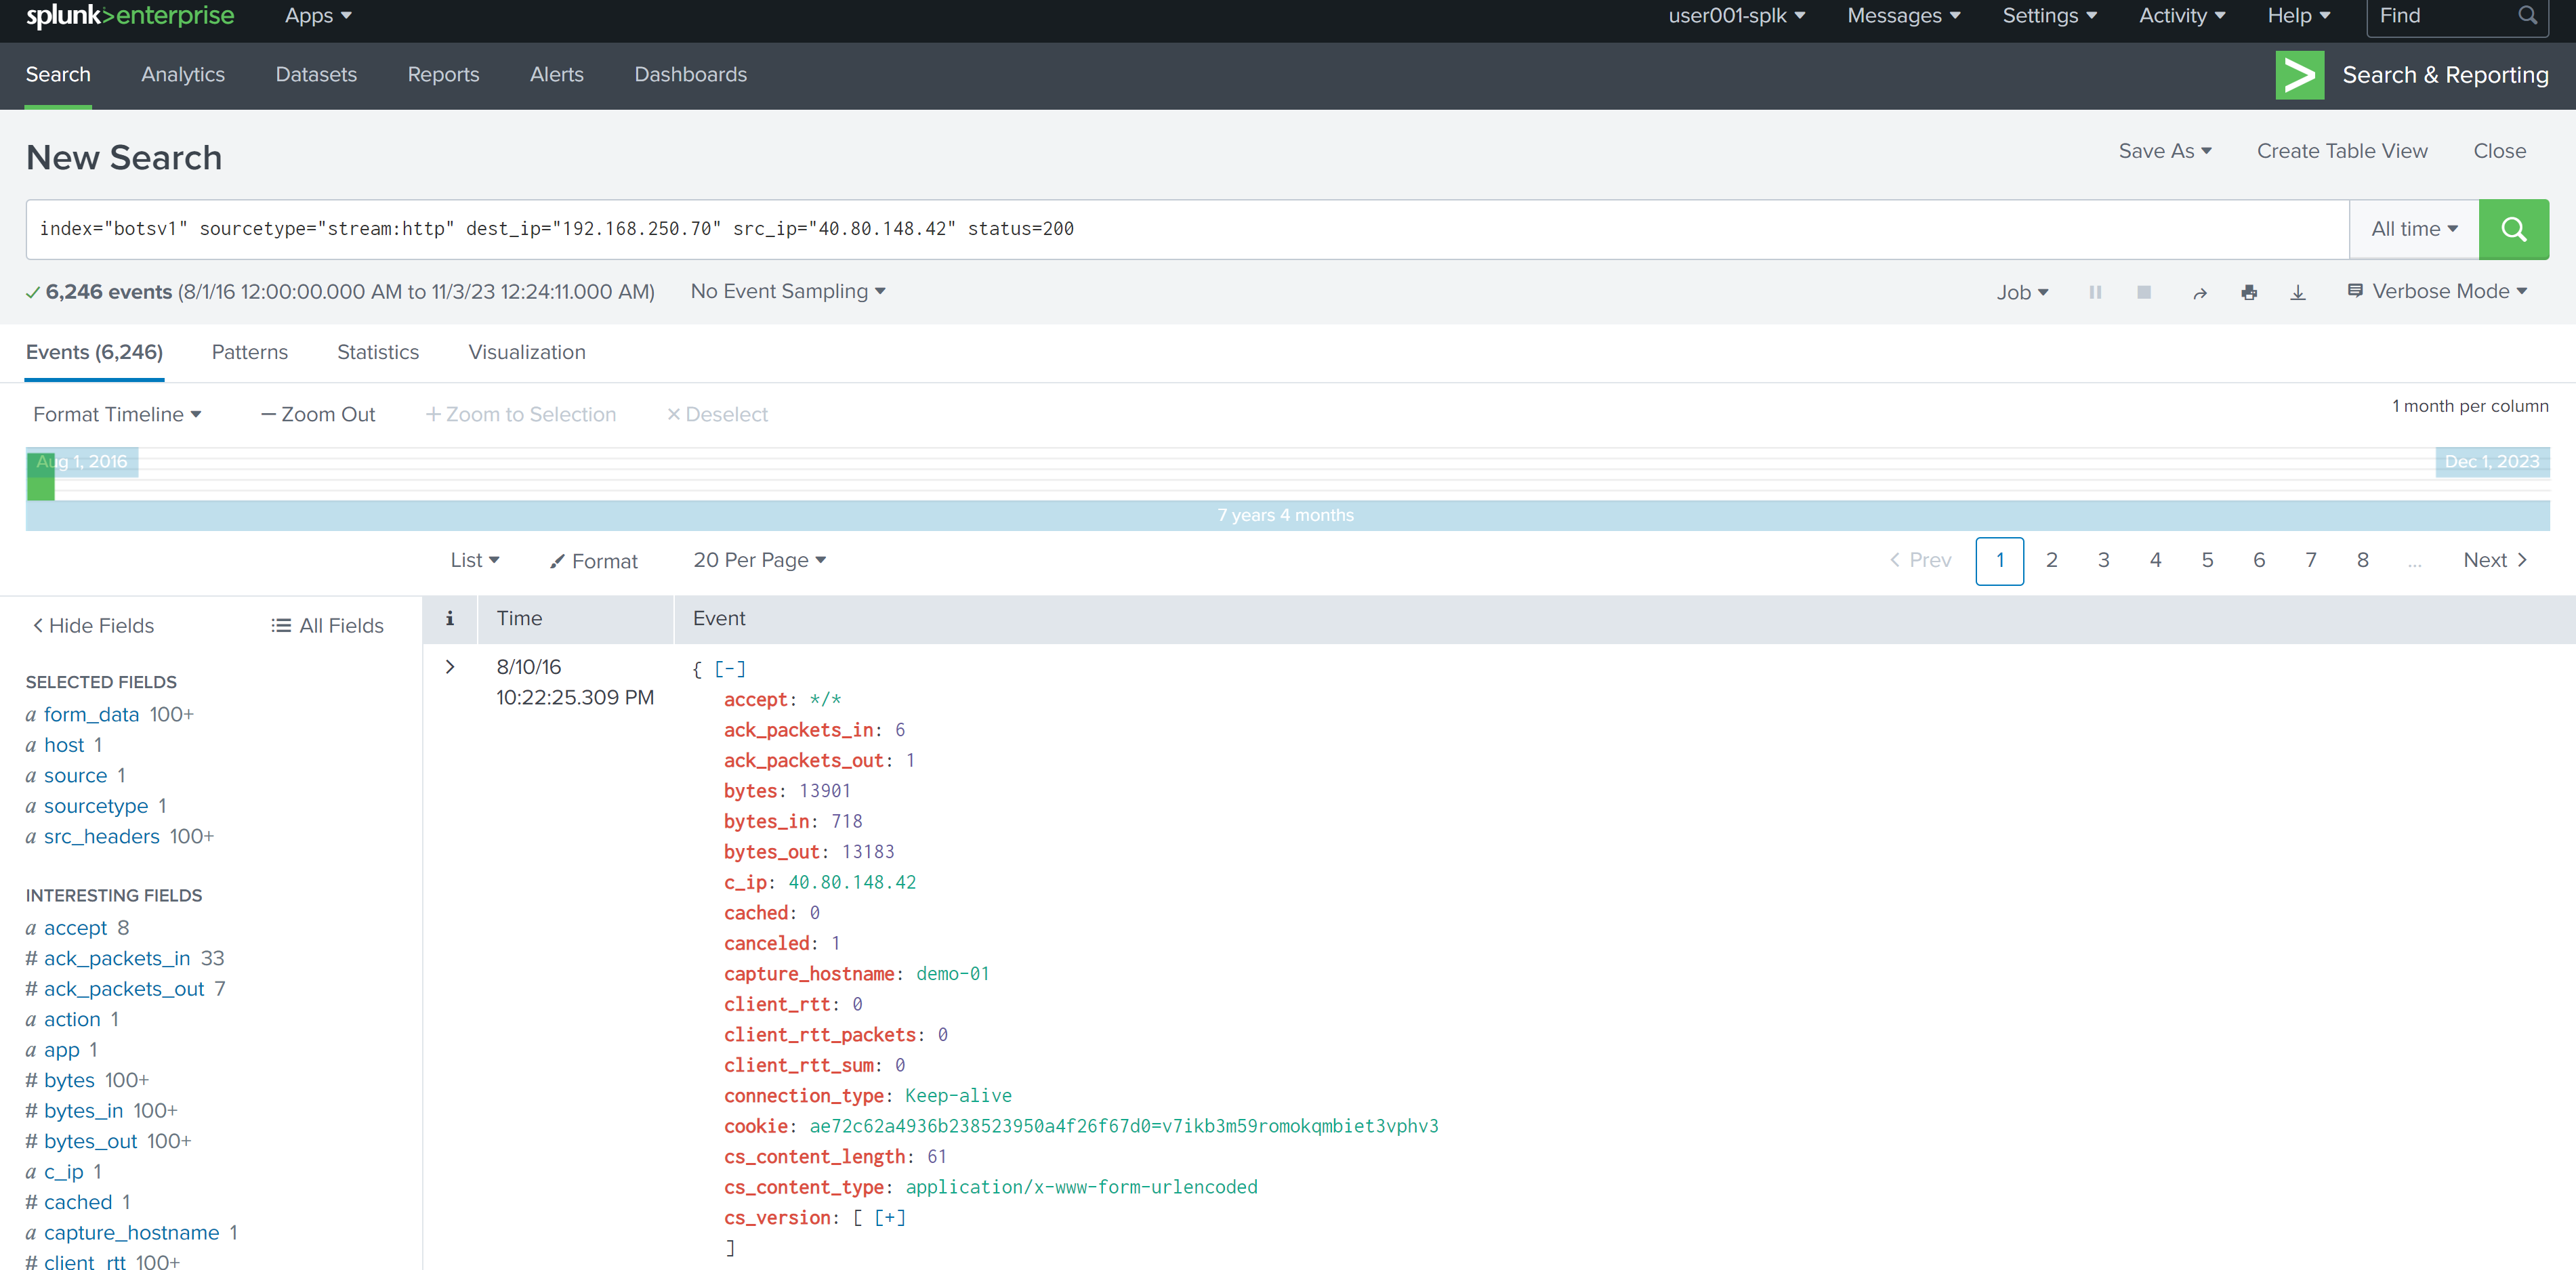 splunk>enterprise Apps user001-splk Messages Settings Activity Help Find
Search Analytics Datasets Reports Alerts Dashboards Search & Reporting
New Search Save As Create Table View Close
index="botsv1" sourcetype="stream:http" dest_ip="192.168.250.70" src_ip="40.80.148.42" status=200 All time
6,246 events (8/1/16 12:00:00.000 AM to 11/3/23 12:24:11.000 AM) No Event Sampling Job Verbose Mode
Events (6,246) Patterns Statistics Visualization
Format Timeline — Zoom Out + Zoom to Selection × Deselect 1 month per column
Aug 1, 2016 Dec 1, 2023
7 years 4 months
List Format 20 Per Page < Prev 1 2 3 4 5 6 7 8 ... Next >
< Hide Fields All Fields i Time Event
SELECTED FIELDS
a form_data 100+
a host 1
a source 1
a sourcetype 1
a src_headers 100+
INTERESTING FIELDS
a accept 8
# ack_packets_in 33
# ack_packets_out 7
a action 1
a app 1
# bytes 100+
# bytes_in 100+
# bytes_out 100+
a c_ip 1
# cached 1
a capture_hostname 1
# client_rtt 100+
> 8/10/16
10:22:25.309 PM
{ [-]
accept: */*
ack_packets_in: 6
ack_packets_out: 1
bytes: 13901
bytes_in: 718
bytes_out: 13183
c_ip: 40.80.148.42
cached: 0
canceled: 1
capture_hostname: demo-01
client_rtt: 0
client_rtt_packets: 0
client_rtt_sum: 0
connection_type: Keep-alive
cookie: ae72c62a4936b238523950a4f26f67d0=v7ikb3m59romokqmbiet3vphv3
cs_content_length: 61
cs_content_type: application/x-www-form-urlencoded
cs_version: [ [+]
]